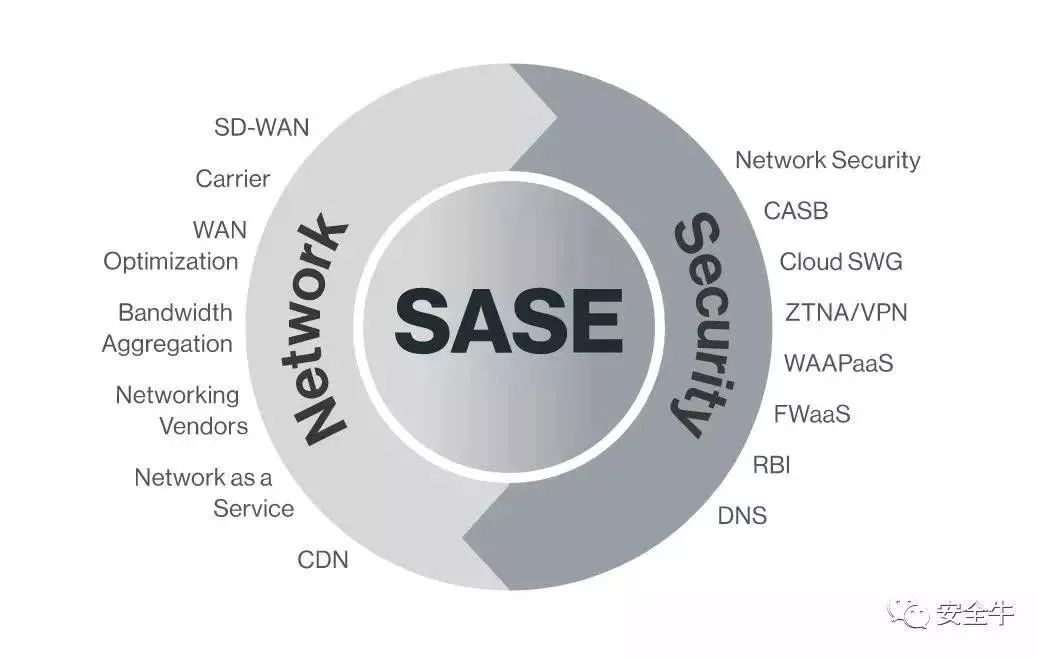 SD-WAN
Carrier
WAN
Optimization
Bandwidth
Aggregation
Networking
Vendors
Network as a
Service
CDN
Network
SASE
Security
Network Security
CASB
Cloud SWG
ZTNA/VPN
WAAPaaS
FWaaS
RBI
DNS
安全牛